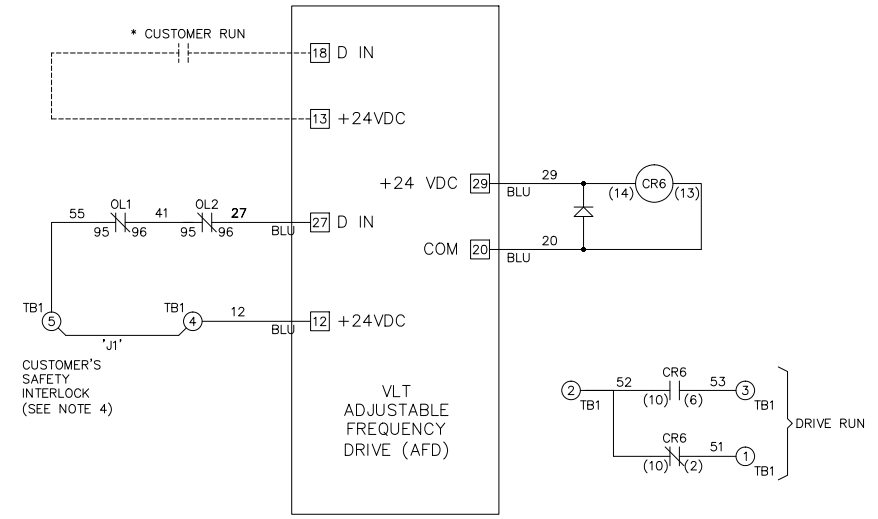 * CUSTOMER RUN
18 D IN
13 +24VDC
+24 VDC 29 BLU 29 (14) CR6 (13)
55 OL1 95 96 41 OL2 95 96 27 BLU 27 D IN
COM 20 BLU 20
TB1 5 'J1' TB1 4 12 BLU 12 +24VDC
CUSTOMER'S
SAFETY
INTERLOCK
(SEE NOTE 4)
VLT
ADJUSTABLE
FREQUENCY
DRIVE (AFD)
2 TB1 52 CR6 (10) (6) 53 3 TB1
DRIVE RUN
CR6 (10) (2) 51 1 TB1